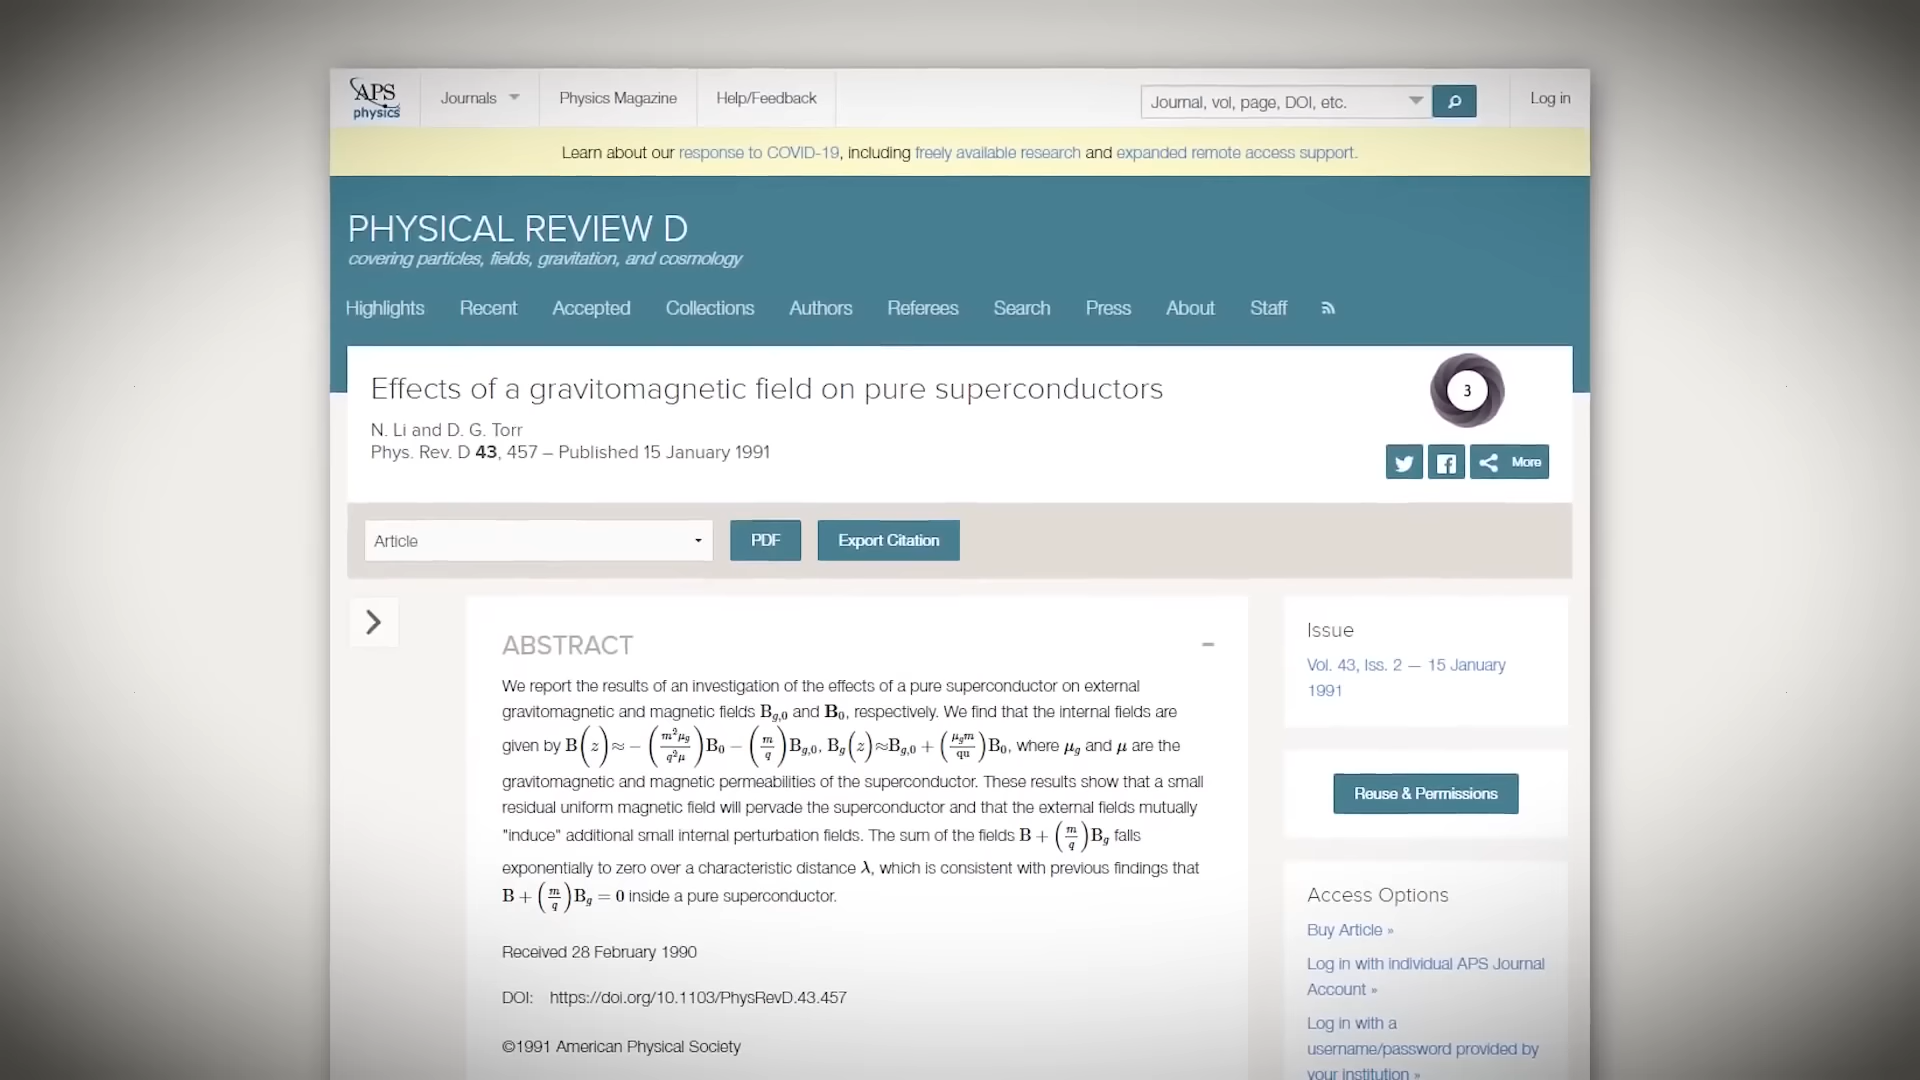 APS
physics
Journals
Physics Magazine
Help/Feedback
Journal, vol, page, DOI, etc.
Log in
Learn about our response to COVID-19, including freely available research and expanded remote access support.
PHYSICAL REVIEW D
covering particles, fields, gravitation, and cosmology
Highlights Recent Accepted Collections Authors Referees Search Press About Staff
Effects of a gravitomagnetic field on pure superconductors
3
N. Li and D. G. Torr
Phys. Rev. D 43, 457 – Published 15 January 1991
More
Article
PDF
Export Citation
ABSTRACT
We report the results of an investigation of the effects of a pure superconductor on external
gravitomagnetic and magnetic fields B_{g,0} and B_0, respectively. We find that the internal fields are
given by B(z)≈ − (m²μ_g/q²μ)B_0 − (m/q)B_{g,0}, B_g(z)≈B_{g,0} + (μ_g m/qu)B_0, where μ_g and μ are the
gravitomagnetic and magnetic permeabilities of the superconductor. These results show that a small
residual uniform magnetic field will pervade the superconductor and that the external fields mutually
"induce" additional small internal perturbation fields. The sum of the fields B + (m/q)B_g falls
exponentially to zero over a characteristic distance λ, which is consistent with previous findings that
B + (m/q)B_g = 0 inside a pure superconductor.
Received 28 February 1990
DOI: https://doi.org/10.1103/PhysRevD.43.457
©1991 American Physical Society
Issue
Vol. 43, Iss. 2 — 15 January
1991
Reuse & Permissions
Access Options
Buy Article »
Log in with individual APS Journal
Account »
Log in with a
username/password provided by
your institution »